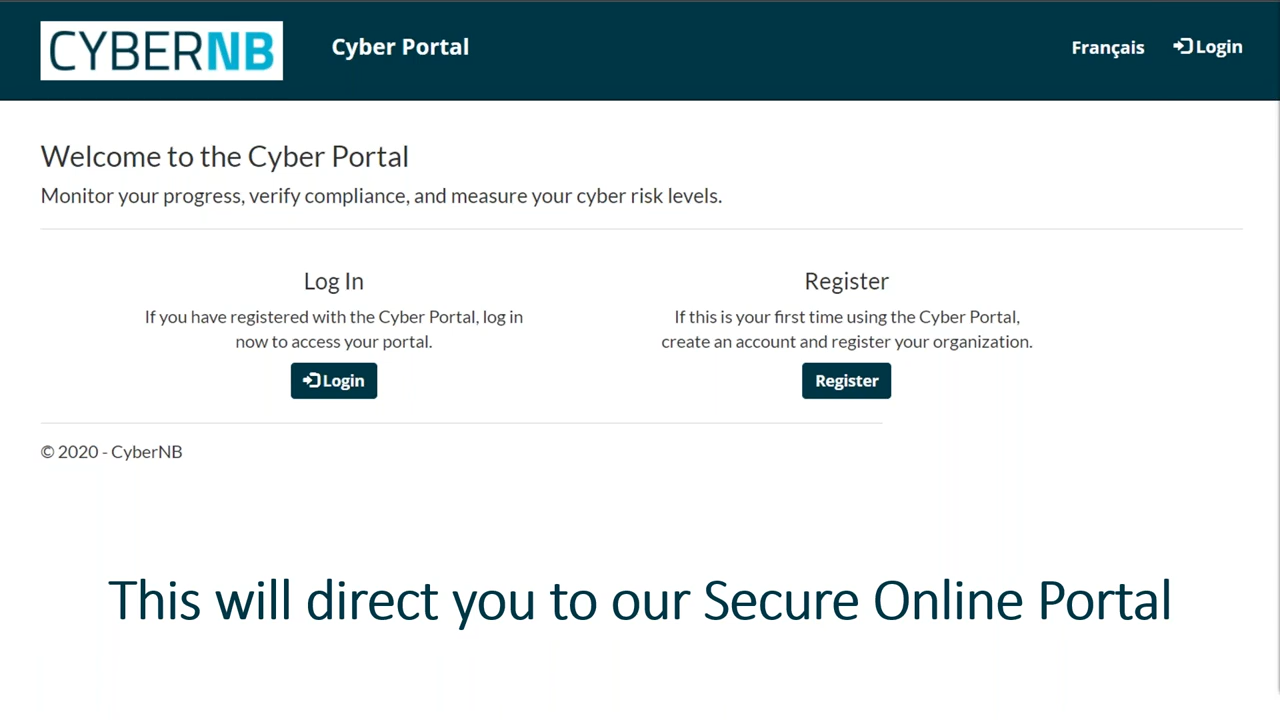 CYBERNB
Cyber Portal
Français
Login
Welcome to the Cyber Portal
Monitor your progress, verify compliance, and measure your cyber risk levels.
Log In
If you have registered with the Cyber Portal, log in
now to access your portal.
Login
Register
If this is your first time using the Cyber Portal,
create an account and register your organization.
Register
© 2020 - CyberNB
This will direct you to our Secure Online Portal